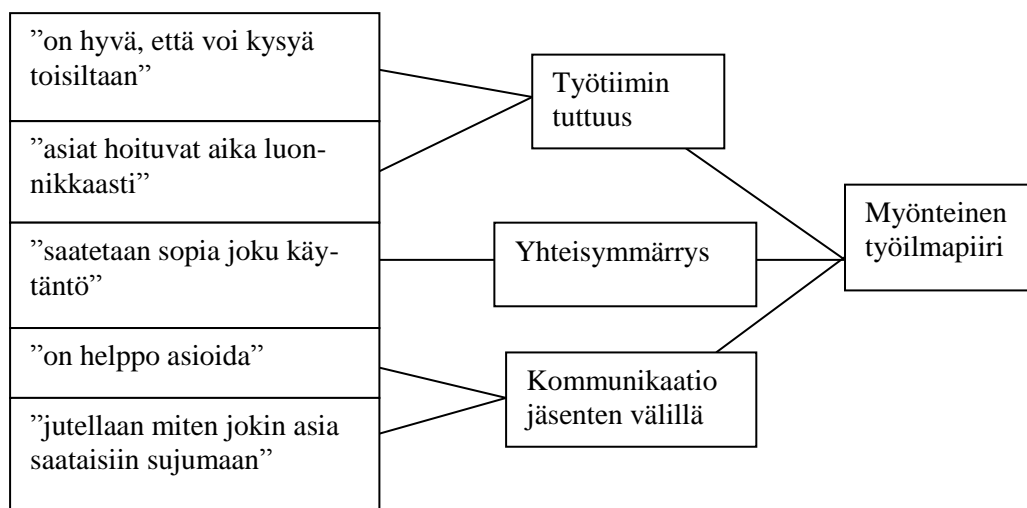 ”on hyvä, että voi kysyä
toisiltaan”
”asiat hoituvat aika luon-
nikkaasti”
”saatetaan sopia joku käy-
täntö”
”on helppo asioida”
”jutellaan miten jokin asia
saataisiin sujumaan”
Työtiimin
tuttuus
Yhteisymmärrys
Kommunikaatio
jäsenten välillä
Myönteinen
työilmapiiri